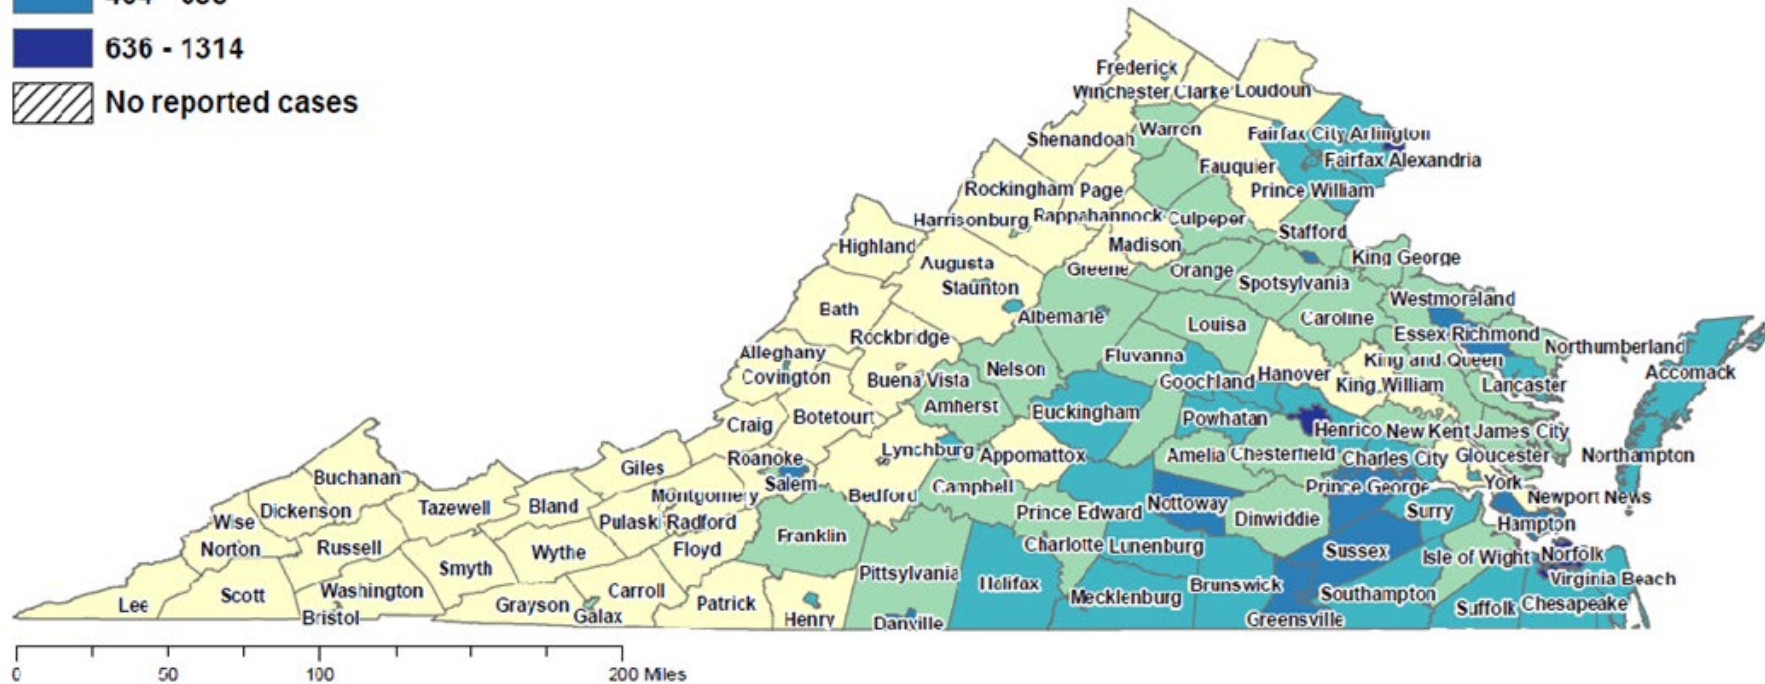 636 - 1314
No reported cases
Frederick
Winchester Clarke Loudoun
Shenandoah Warren Fairfax City Arlington
Fauquier Fairfax Alexandria
Rockingham Page Prince William
Harrisonburg Rappahannock Culpeper
Highland Madison Stafford
Augusta Greene Orange King George
Staunton Spotsylvania
Bath Albemarle Louisa Caroline Westmoreland
Rockbridge Essex Richmond
Alleghany Fluvanna King and Queen Northumberland
Covington Buena Vista Nelson Goochland Hanover King William Lancaster Accomack
Craig Botetourt Amherst Buckingham Powhatan
Henrico New Kent James City
Roanoke Lynchburg Appomattox Amelia Chesterfield Charles City Gloucester Northampton
Buchanan Giles Salem
Montgomery Bedford Campbell Prince George York
Dickenson Tazewell Bland Nottoway Newport News
Wise Pulaski Radford Prince Edward Dinwiddie Surry Hampton
Norton Russell Wythe Floyd Franklin Charlotte Lunenburg Sussex Isle of Wight Norfolk
Smyth Pittsylvania Halifax Brunswick Virginia Beach
Lee Scott Washington Grayson Carroll Patrick Mecklenburg Southampton Suffolk Chesapeake
Bristol Galax Henry Danville Greensville
0 50 100 200 Miles